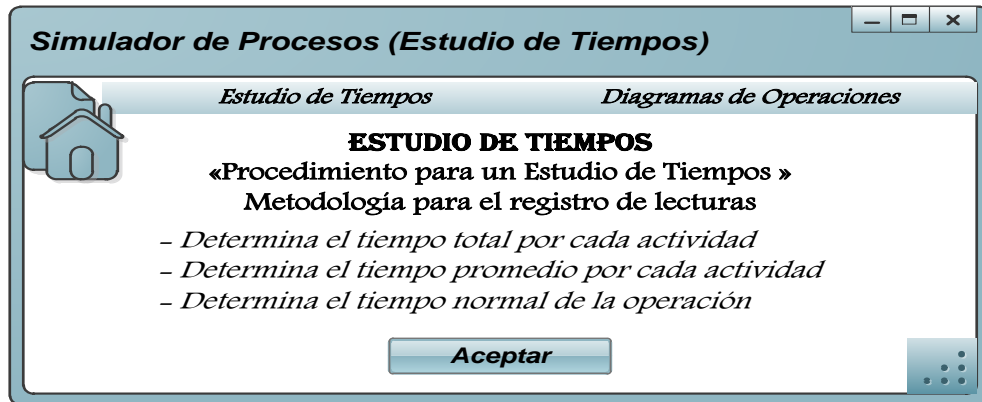 Simulador de Procesos (Estudio de Tiempos)
Estudio de Tiempos
Diagramas de Operaciones
ESTUDIO DE TIEMPOS
«Procedimiento para un Estudio de Tiempos »
Metodología para el registro de lecturas
- Determina el tiempo total por cada actividad
- Determina el tiempo promedio por cada actividad
- Determina el tiempo normal de la operación
Aceptar